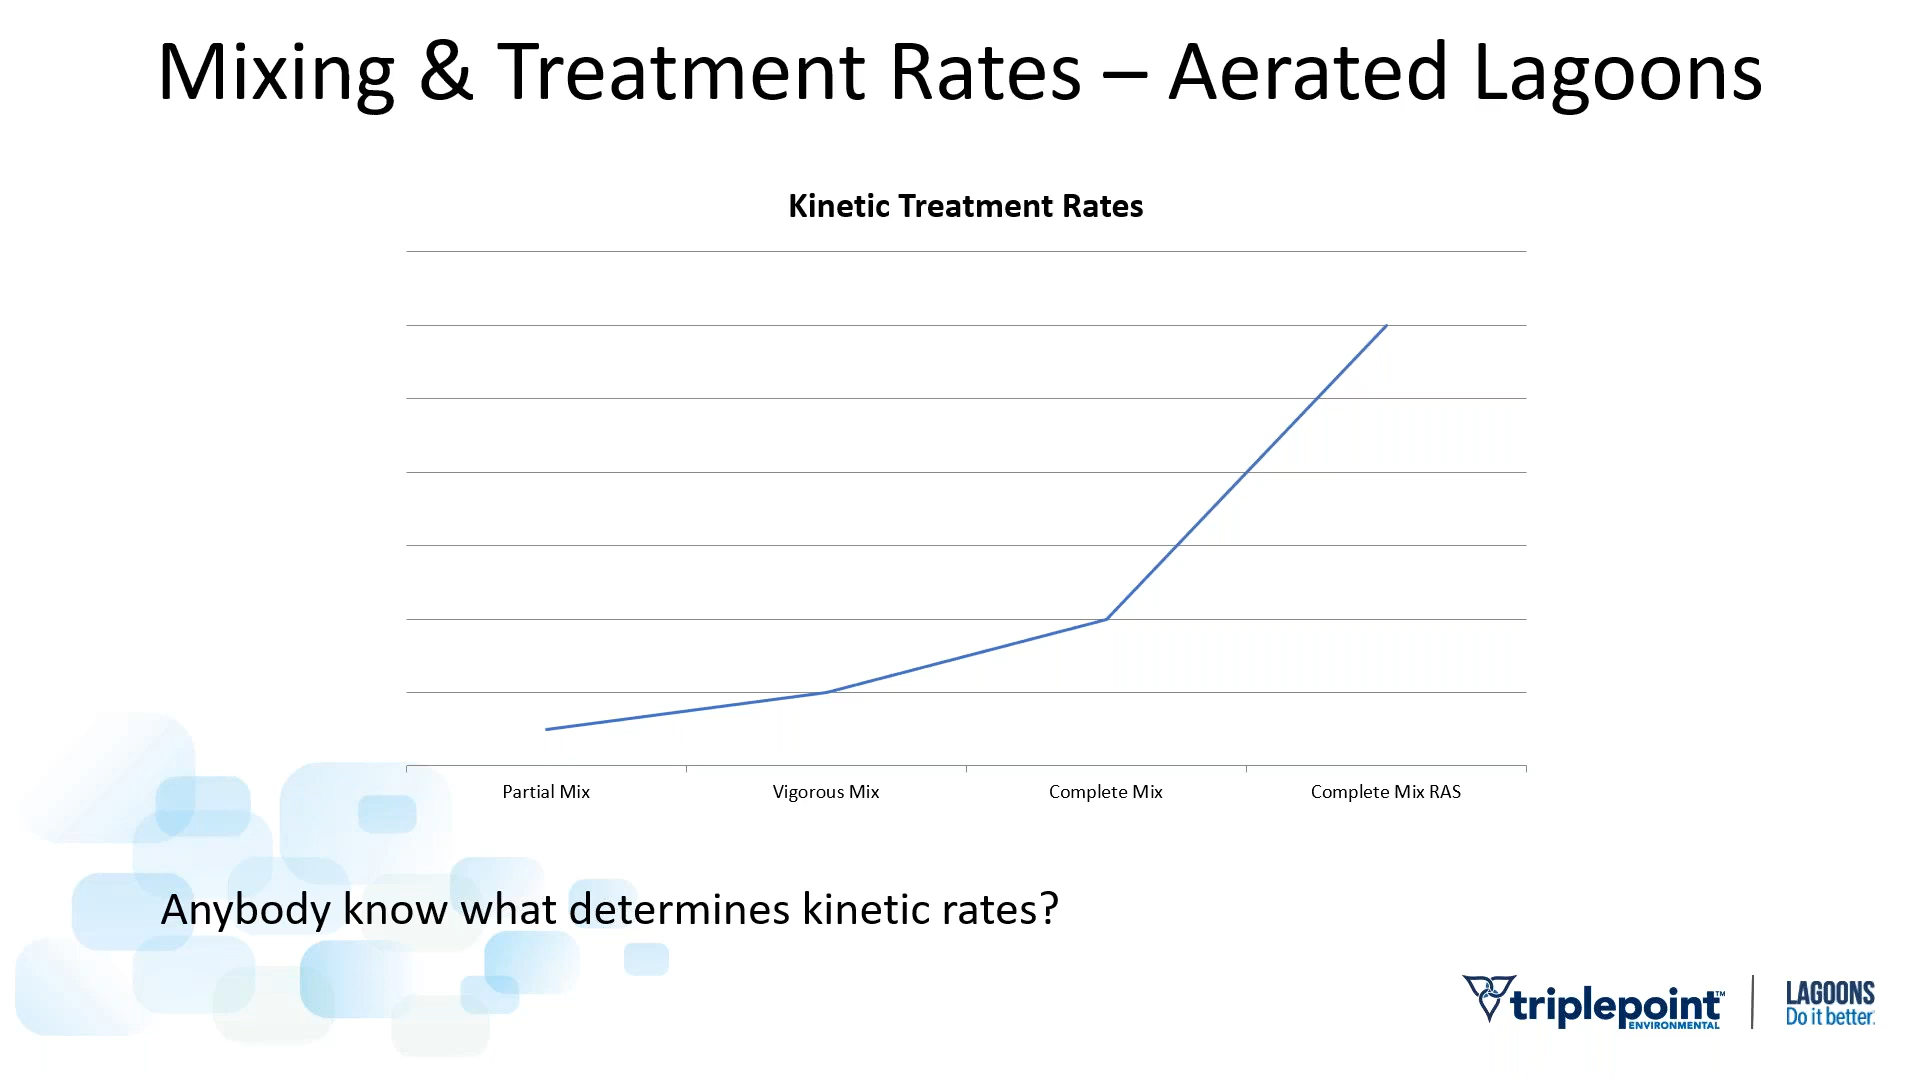 Mixing & Treatment Rates – Aerated Lagoons
Kinetic Treatment Rates
Partial Mix
Vigorous Mix
Complete Mix
Complete Mix RAS
Anybody know what determines kinetic rates?
triplepoint™
ENVIRONMENTAL
LAGOONS
Do it better.